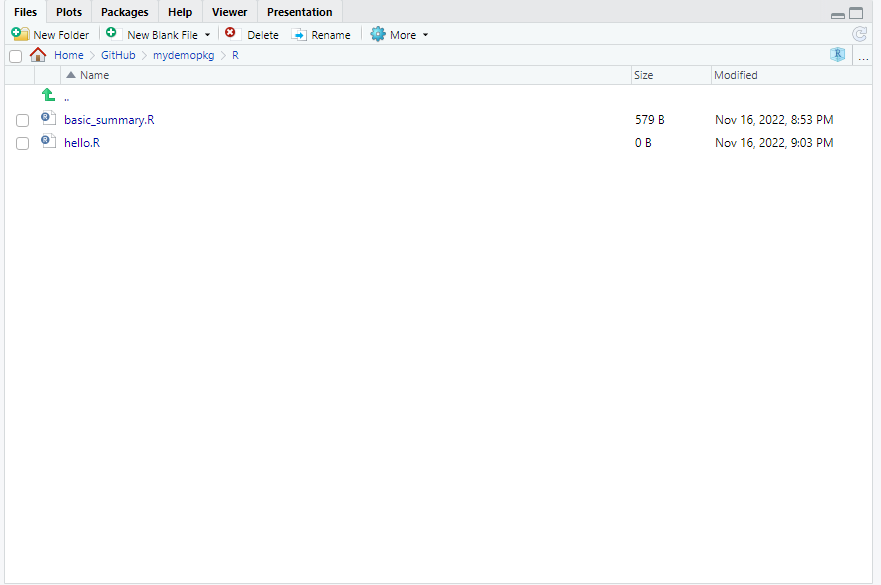 Files Plots Packages Help Viewer Presentation
New Folder New Blank File Delete Rename More
Home GitHub mydemopkg R R ...
Name Size Modified
..
R basic_summary.R 579 B Nov 16, 2022, 8:53 PM
R hello.R 0 B Nov 16, 2022, 9:03 PM